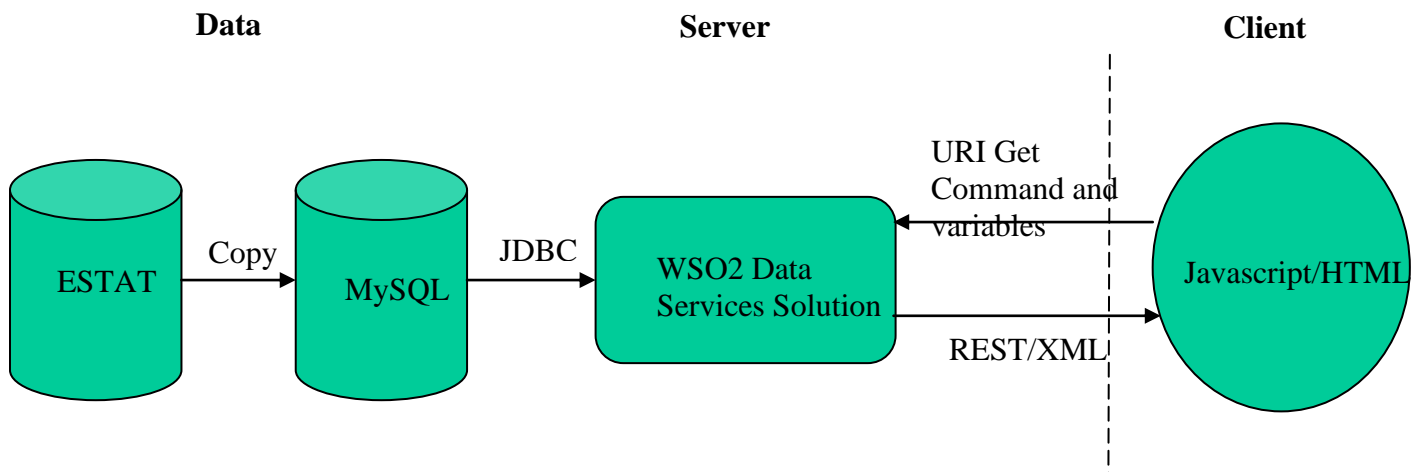 Data
Server
Client
URI Get
Command and
variables
Copy
JDBC
ESTAT
MySQL
WSO2 Data
Services Solution
Javascript/HTML
REST/XML